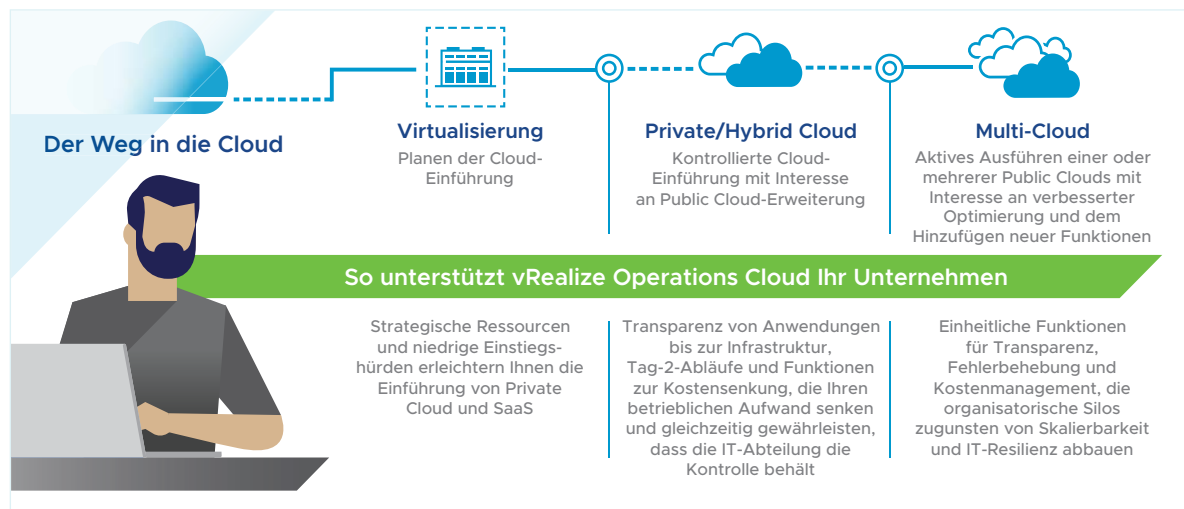 Der Weg in die Cloud
Virtualisierung
Planen der Cloud-
Einführung
Private/Hybrid Cloud
Kontrollierte Cloud-
Einführung mit Interesse
an Public Cloud-Erweiterung
Multi-Cloud
Aktives Ausführen einer oder
mehrerer Public Clouds mit
Interesse an verbesserter
Optimierung und dem
Hinzufügen neuer Funktionen
So unterstützt vRealize Operations Cloud Ihr Unternehmen
Strategische Ressourcen
und niedrige Einstiegs-
hürden erleichtern Ihnen die
Einführung von Private
Cloud und SaaS
Transparenz von Anwendungen
bis zur Infrastruktur,
Tag-2-Abläufe und Funktionen
zur Kostensenkung, die Ihren
betrieblichen Aufwand senken
und gleichzeitig gewährleisten,
dass die IT-Abteilung die
Kontrolle behält
Einheitliche Funktionen
für Transparenz,
Fehlerbehebung und
Kostenmanagement, die
organisatorische Silos
zugunsten von Skalierbarkeit
und IT-Resilienz abbauen